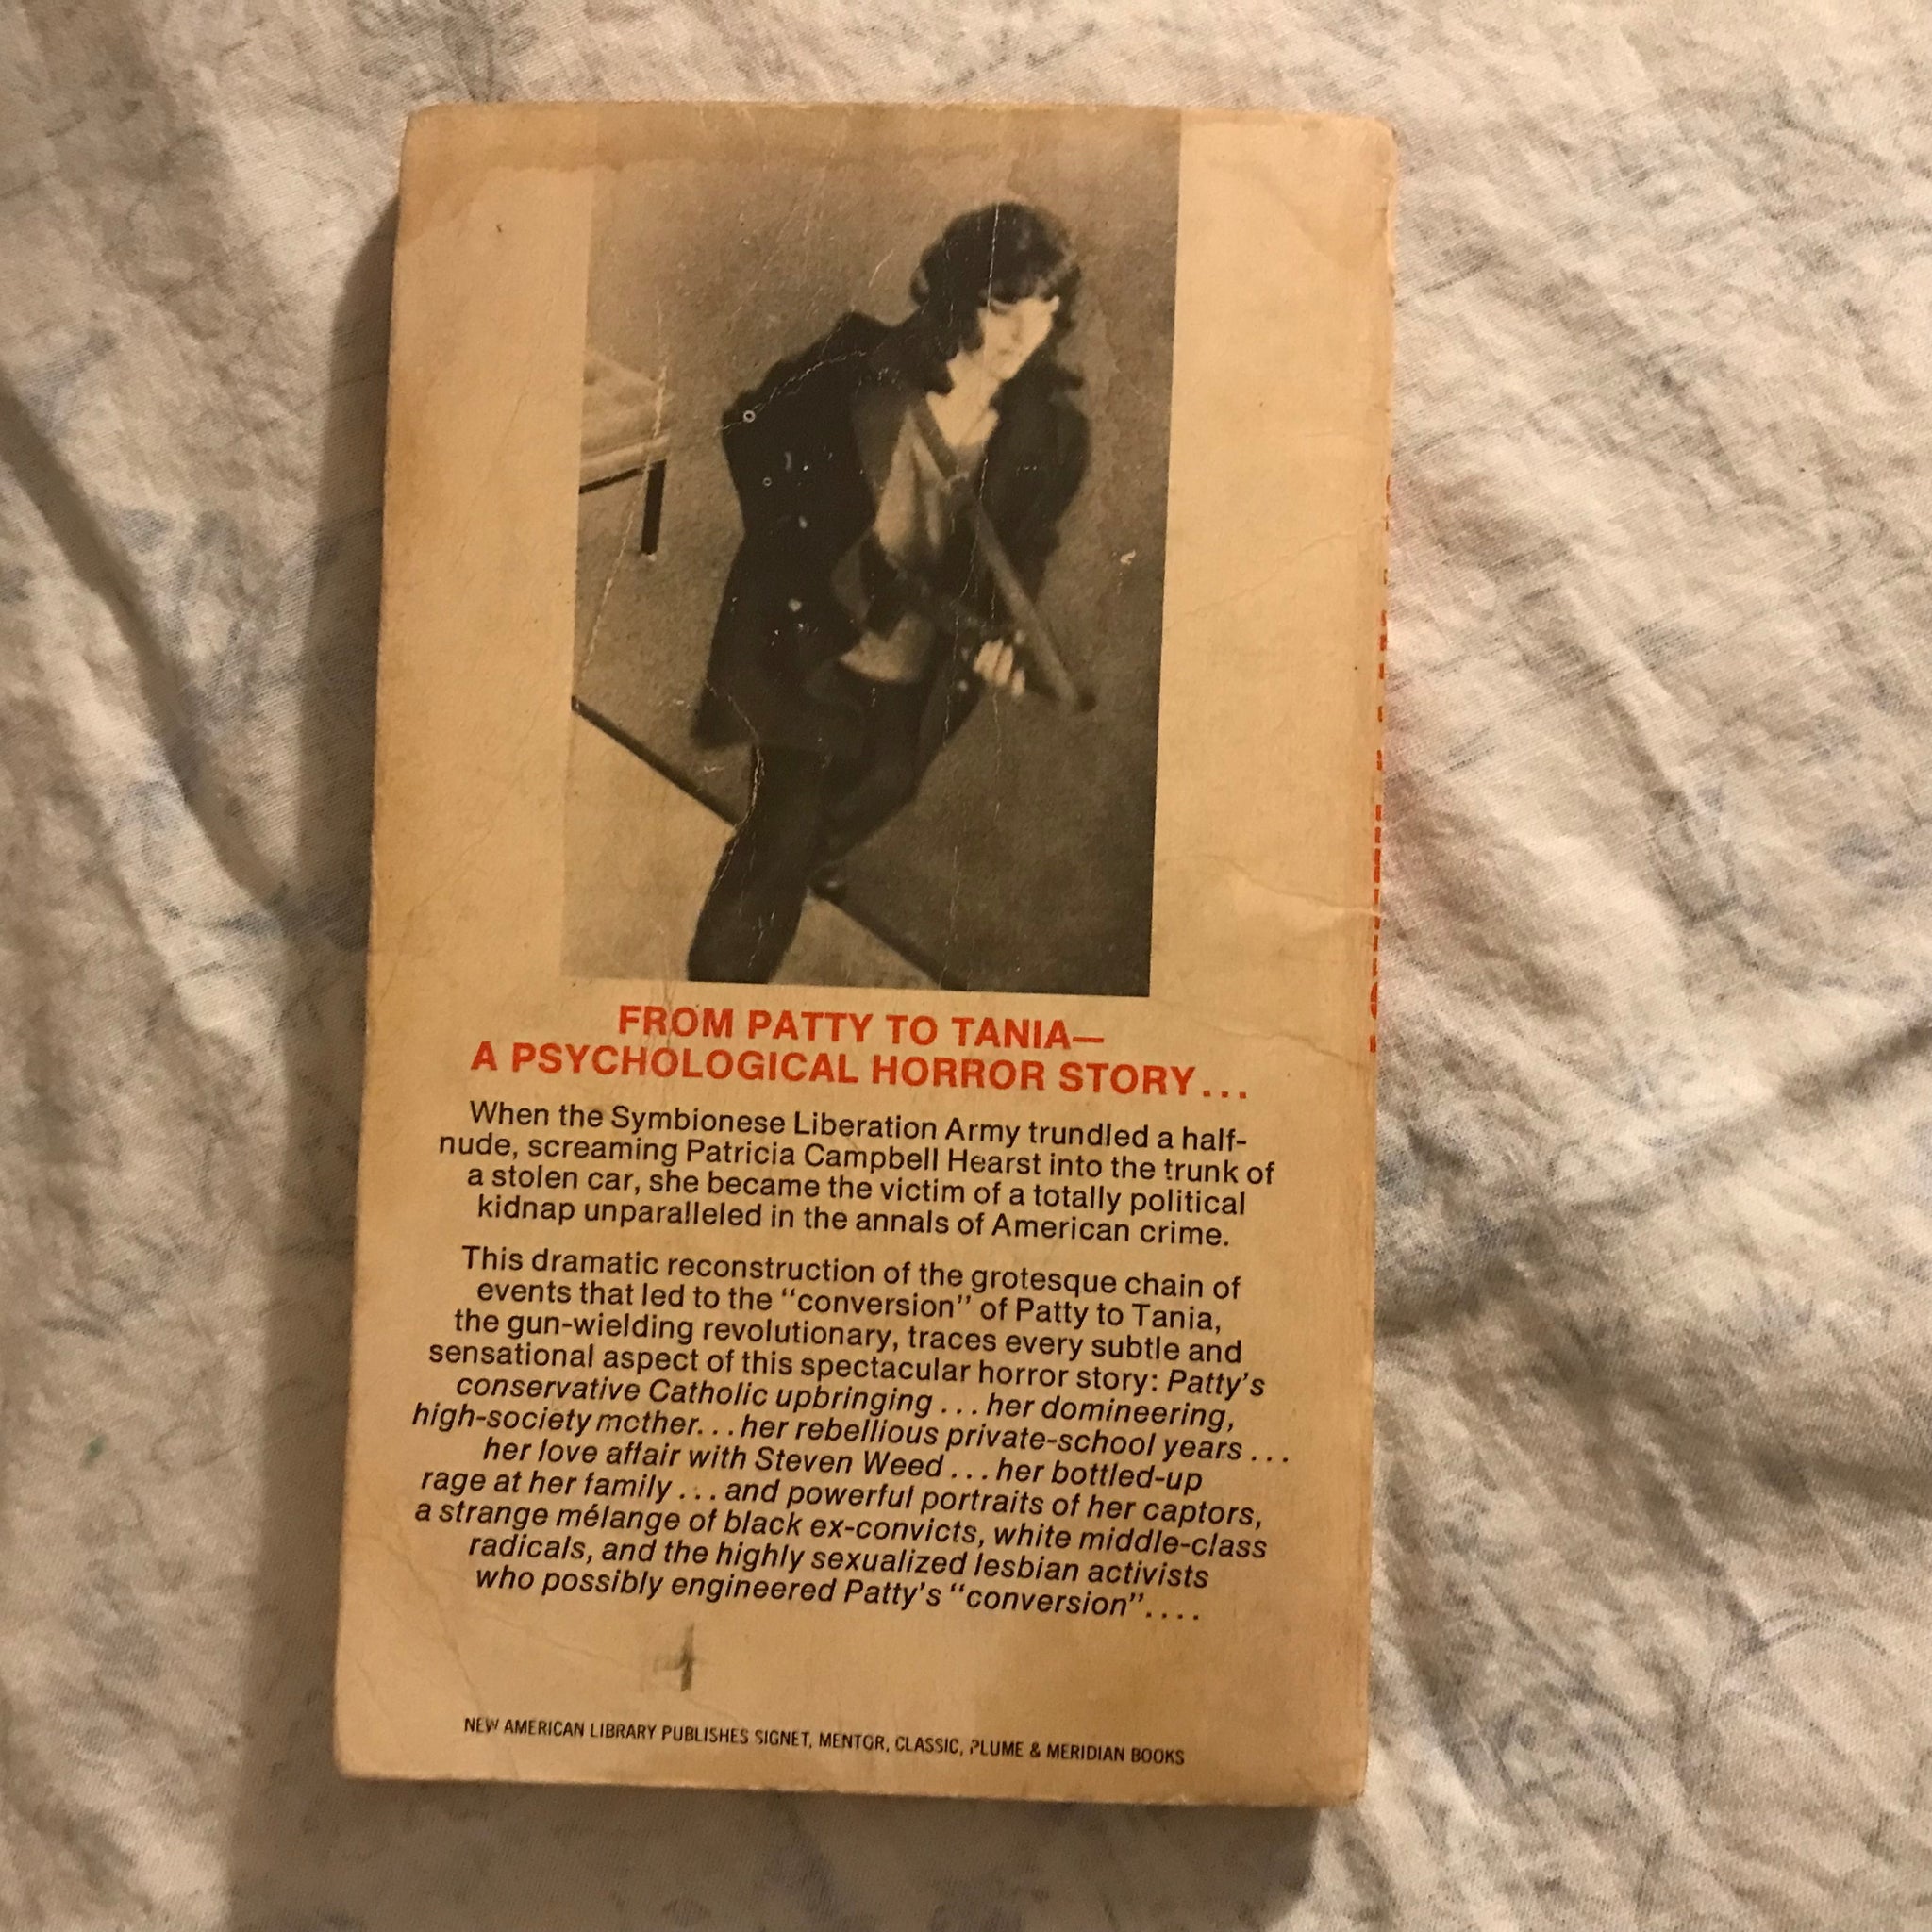 FROM PATTY TO TANIA—
A PSYCHOLOGICAL HORROR STORY...
When the Symbionese Liberation Army trundled a half-
nude, screaming Patricia Campbell Hearst into the trunk of
a stolen car, she became the victim of a totally political
kidnap unparalleled in the annals of American crime.
This dramatic reconstruction of the grotesque chain of
events that led to the "conversion" of Patty to Tania,
the gun-wielding revolutionary, traces every subtle and
sensational aspect of this spectacular horror story: Patty's
conservative Catholic upbringing ... her domineering,
high-society mother...her rebellious private-school years ...
her love affair with Steven Weed ... her bottled-up
rage at her family ... and powerful portraits of her captors,
a strange mélange of black ex-convicts, white middle-class
radicals, and the highly sexualized lesbian activists
who possibly engineered Patty's "conversion"....
4
NEW AMERICAN LIBRARY PUBLISHES SIGNET, MENTOR, CLASSIC, PLUME & MERIDIAN BOOKS